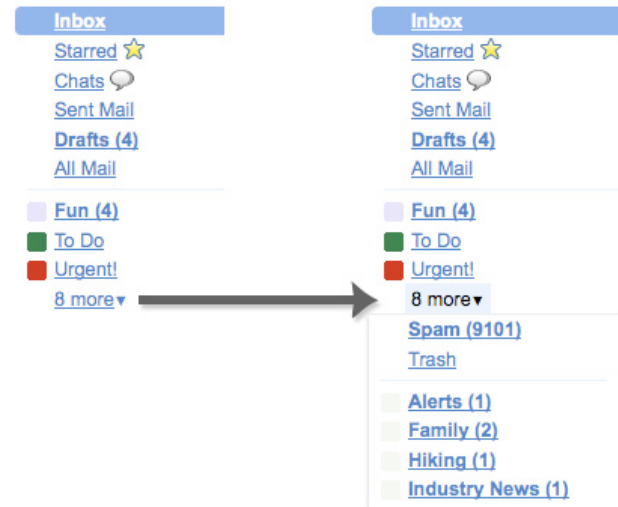 Inbox
Starred
Chats
Sent Mail
Drafts (4)
All Mail
Fun (4)
To Do
Urgent!
8 more▾
Inbox
Starred
Chats
Sent Mail
Drafts (4)
All Mail
Fun (4)
To Do
Urgent!
8 more▾
Spam (9101)
Trash
Alerts (1)
Family (2)
Hiking (1)
Industry News (1)